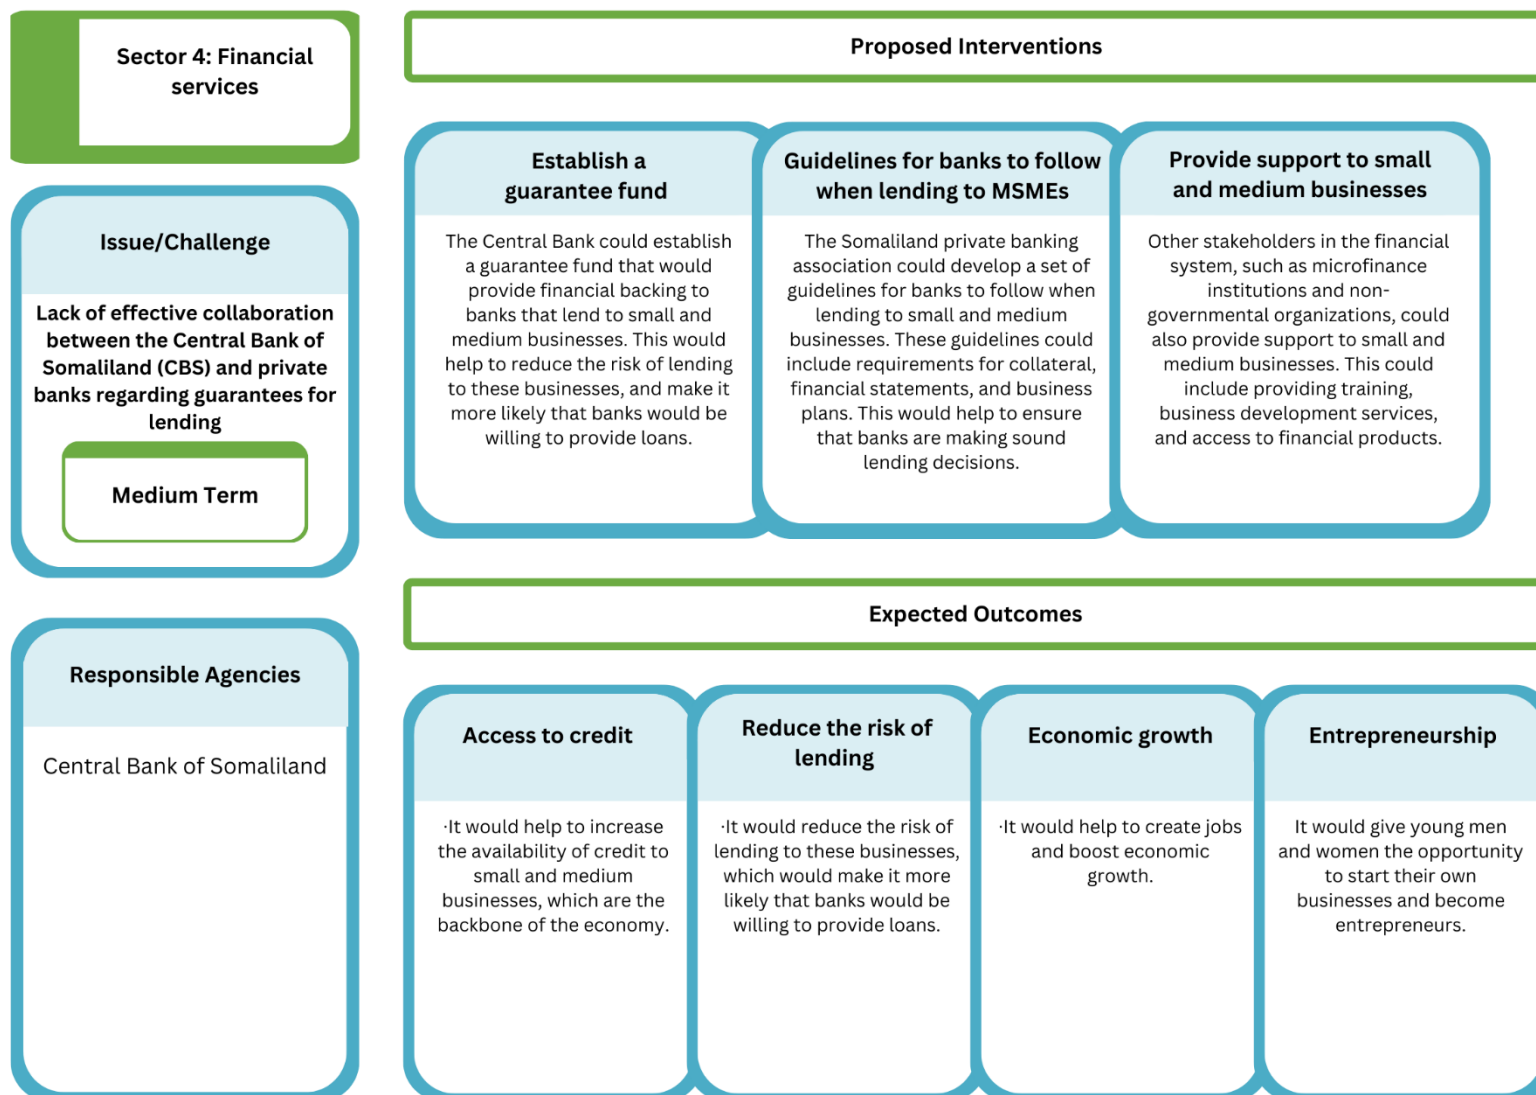 Sector 4: Financial
services
Issue/Challenge
Lack of effective collaboration
between the Central Bank of
Somaliland (CBS) and private
banks regarding guarantees for
lending
Medium Term
Responsible Agencies
Central Bank of Somaliland
Proposed Interventions
Establish a
guarantee fund
The Central Bank could establish
a guarantee fund that would
provide financial backing to
banks that lend to small and
medium businesses. This would
help to reduce the risk of lending
to these businesses, and make it
more likely that banks would be
willing to provide loans.
Guidelines for banks to follow
when lending to MSMEs
The Somaliland private banking
association could develop a set of
guidelines for banks to follow when
lending to small and medium
businesses. These guidelines could
include requirements for collateral,
financial statements, and business
plans. This would help to ensure
that banks are making sound
lending decisions.
Provide support to small
and medium businesses
Other stakeholders in the financial
system, such as microfinance
institutions and non-
governmental organizations, could
also provide support to small and
medium businesses. This could
include providing training,
business development services,
and access to financial products.
Expected Outcomes
Access to credit
·It would help to increase
the availability of credit to
small and medium
businesses, which are the
backbone of the economy.
Reduce the risk of
lending
·It would reduce the risk of
lending to these businesses,
which would make it more
likely that banks would be
willing to provide loans.
Economic growth
·It would help to create jobs
and boost economic
growth.
Entrepreneurship
It would give young men
and women the opportunity
to start their own
businesses and become
entrepreneurs.